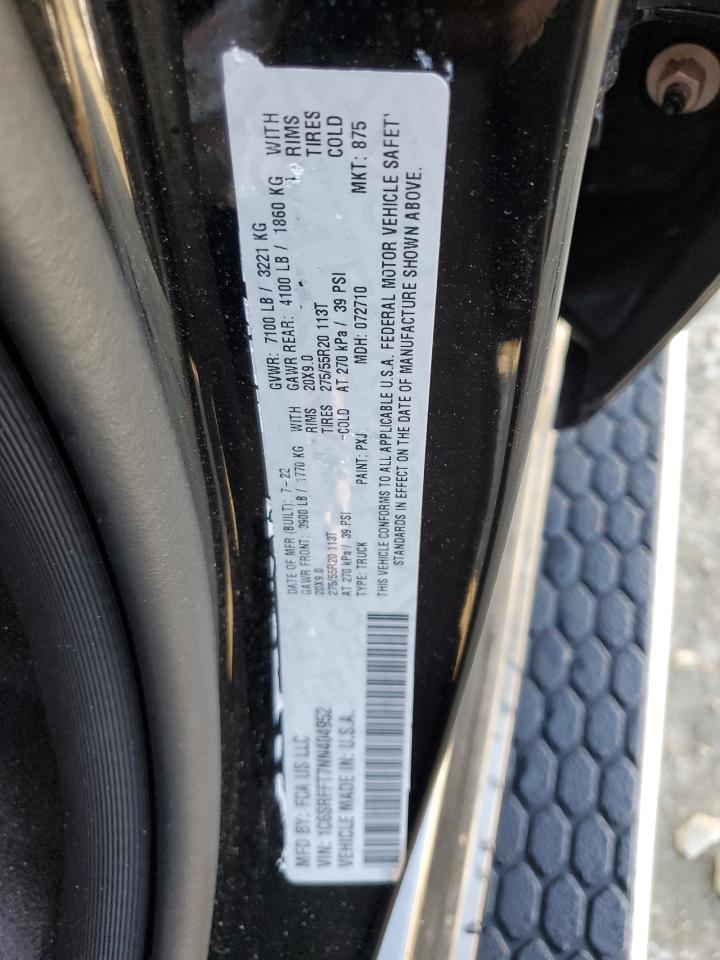 MFD BY: FCA US LLC
VIN: 1C6SRFFT7NN404952
VEHICLE MADE IN: U.S.A.
DATE OF MFR (BUILT): 7-22
GAWR FRONT: 3900 LB / 1770 KG WITH
20X9.0 RIMS
275/55R20 113T TIRES
AT 270 kPa / 39 PSI COLD
TYPE: TRUCK PAINT: PXJ
GVWR: 7100 LB / 3221 KG
GAWR REAR: 4100 LB / 1860 KG WITH
20X9.0 RIMS
275/55R20 113T TIRES
AT 270 kPa / 39 PSI COLD
MDH: 072710 MKT: 875
THIS VEHICLE CONFORMS TO ALL APPLICABLE U.S.A. FEDERAL MOTOR VEHICLE SAFET
STANDARDS IN EFFECT ON THE DATE OF MANUFACTURE SHOWN ABOVE.